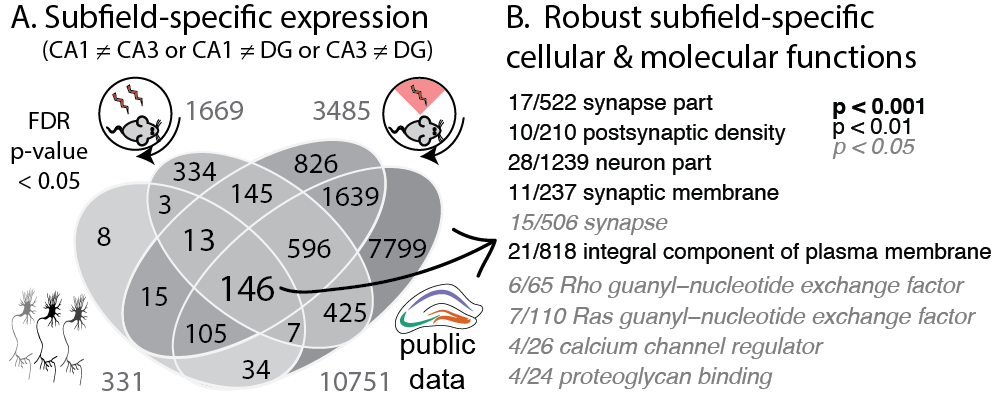 A. Subfield-specific expression
(CA1 ≠ CA3 or CA1 ≠ DG or CA3 ≠ DG)
FDR
p-value
< 0.05
1669
3485
334
826
3
145
1639
8
13
596
7799
146
15
425
105
7
34
331
10751
public
data
B. Robust subfield-specific
cellular & molecular functions
17/522 synapse part
10/210 postsynaptic density
28/1239 neuron part
11/237 synaptic membrane
15/506 synapse
21/818 integral component of plasma membrane
6/65 Rho guanyl–nucleotide exchange factor
7/110 Ras guanyl–nucleotide exchange factor
4/26 calcium channel regulator
4/24 proteoglycan binding
p < 0.001
p < 0.01
p < 0.05